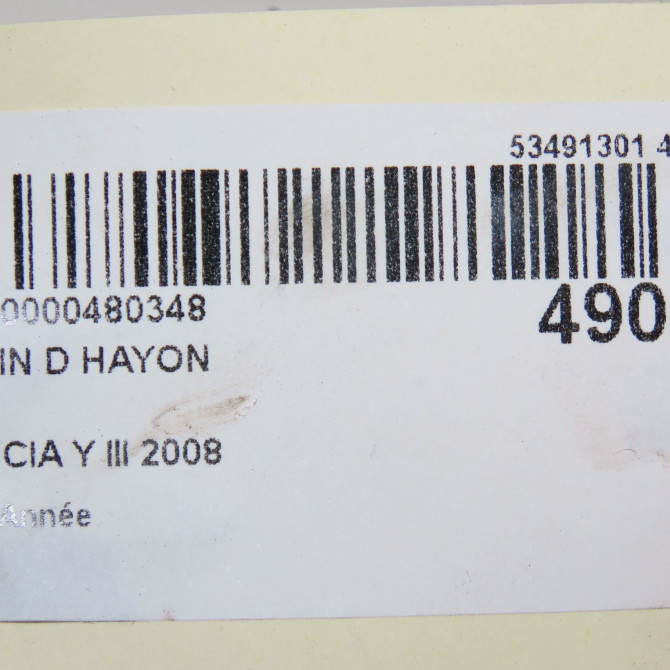 53491301 4
0000480348
490
IN D HAYON
CIA Y III 2008
Année